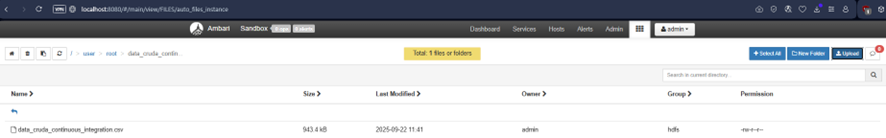 VPN localhost:8080/#/main/view/FILES/auto_files_instance
Ambari Sandbox
Dashboard Services Hosts Alerts Admin admin
/ > user > root > data_cruda_contin...
Total: 1 files or folders
+ Select All New Folder Upload
Search in current directory...
Name Size Last Modified Owner Group Permission
data_cruda_continuous_integration.csv 943.4 kB 2025-09-22 11:41 admin hdfs -rw-r--r--